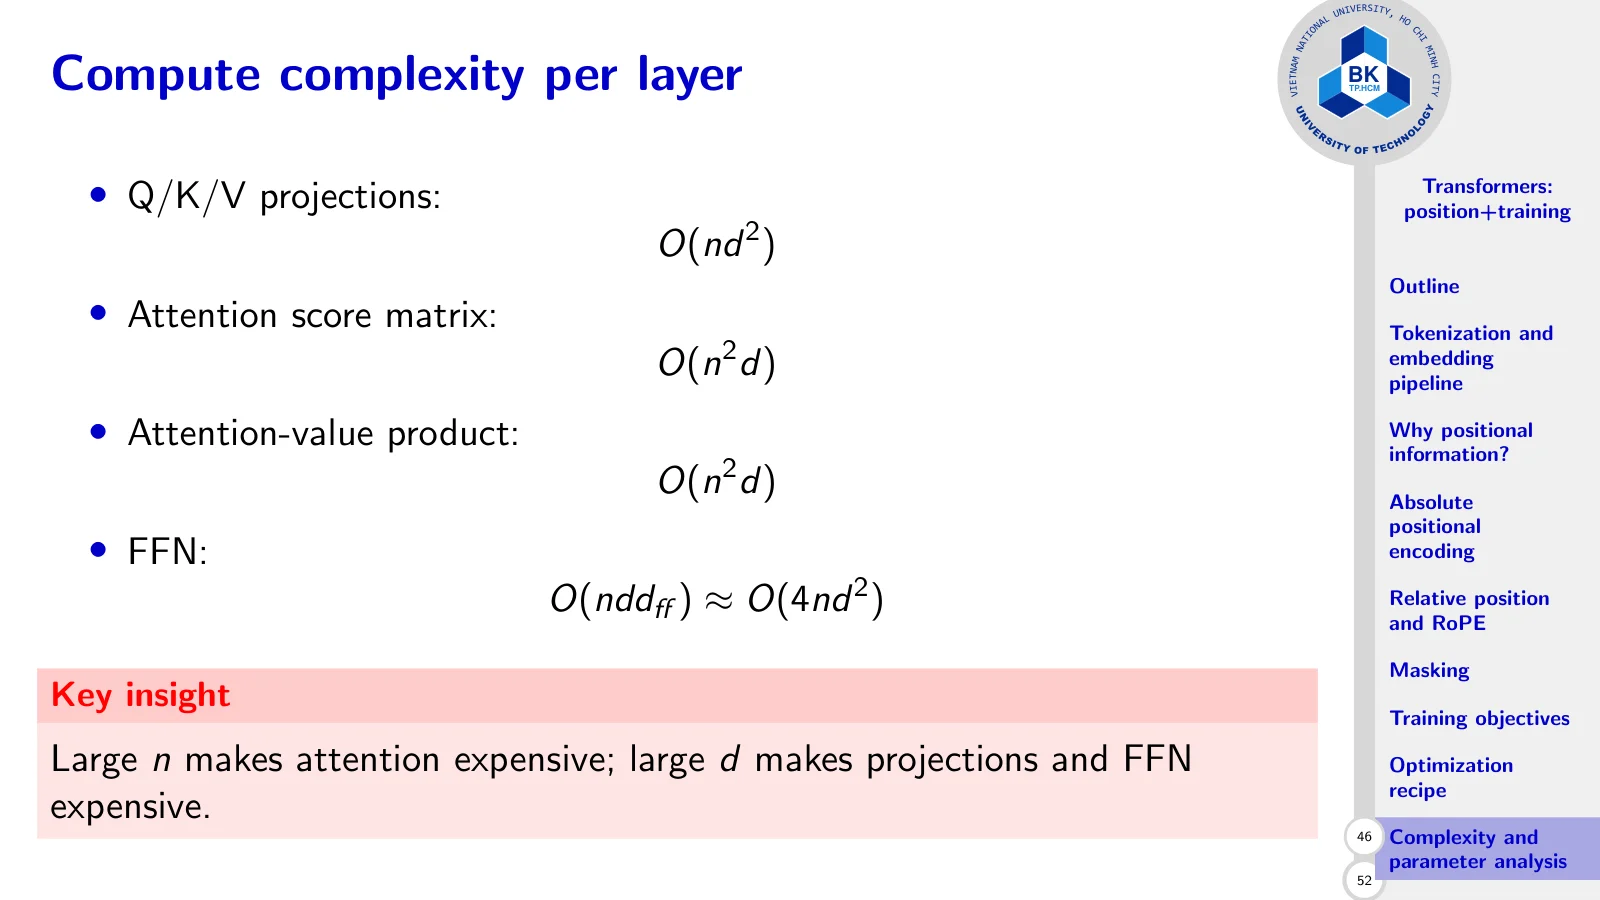 Compute complexity per layer
• Q/K/V projections:
O(nd²)
• Attention score matrix:
O(n²d)
• Attention-value product:
O(n²d)
• FFN:
O(ndd_ff) ≈ O(4nd²)
Key insight
Large n makes attention expensive; large d makes projections and FFN
expensive.
VIETNAM NATIONAL UNIVERSITY, HO CHI MINH CITY
BK
TP.HCM
UNIVERSITY OF TECHNOLOGY
Transformers:
position+training
Outline
Tokenization and
embedding
pipeline
Why positional
information?
Absolute
positional
encoding
Relative position
and RoPE
Masking
Training objectives
Optimization
recipe
46
Complexity and
parameter analysis
52